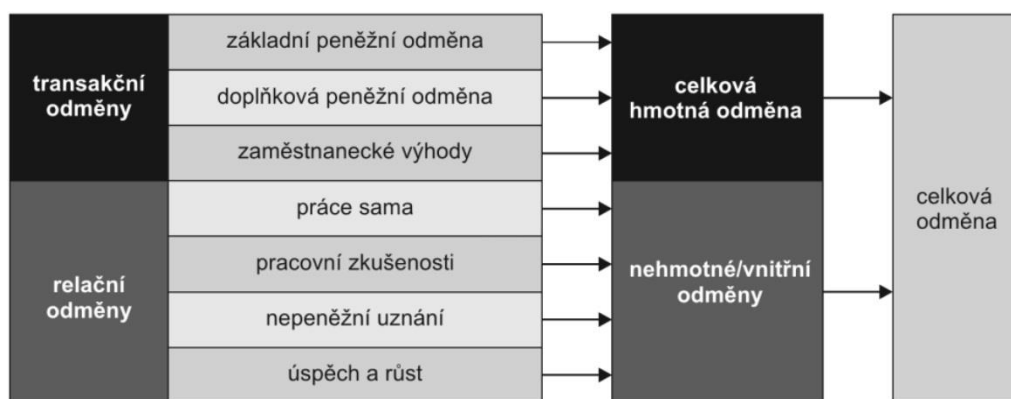 transakční
odměny
základní peněžní odměna
doplňková peněžní odměna
zaměstnanecké výhody
celková
hmotná odměna
relační
odměny
práce sama
pracovní zkušenosti
nepeněžní uznání
úspěch a růst
nehmotné/vnitřní
odměny
celková
odměna